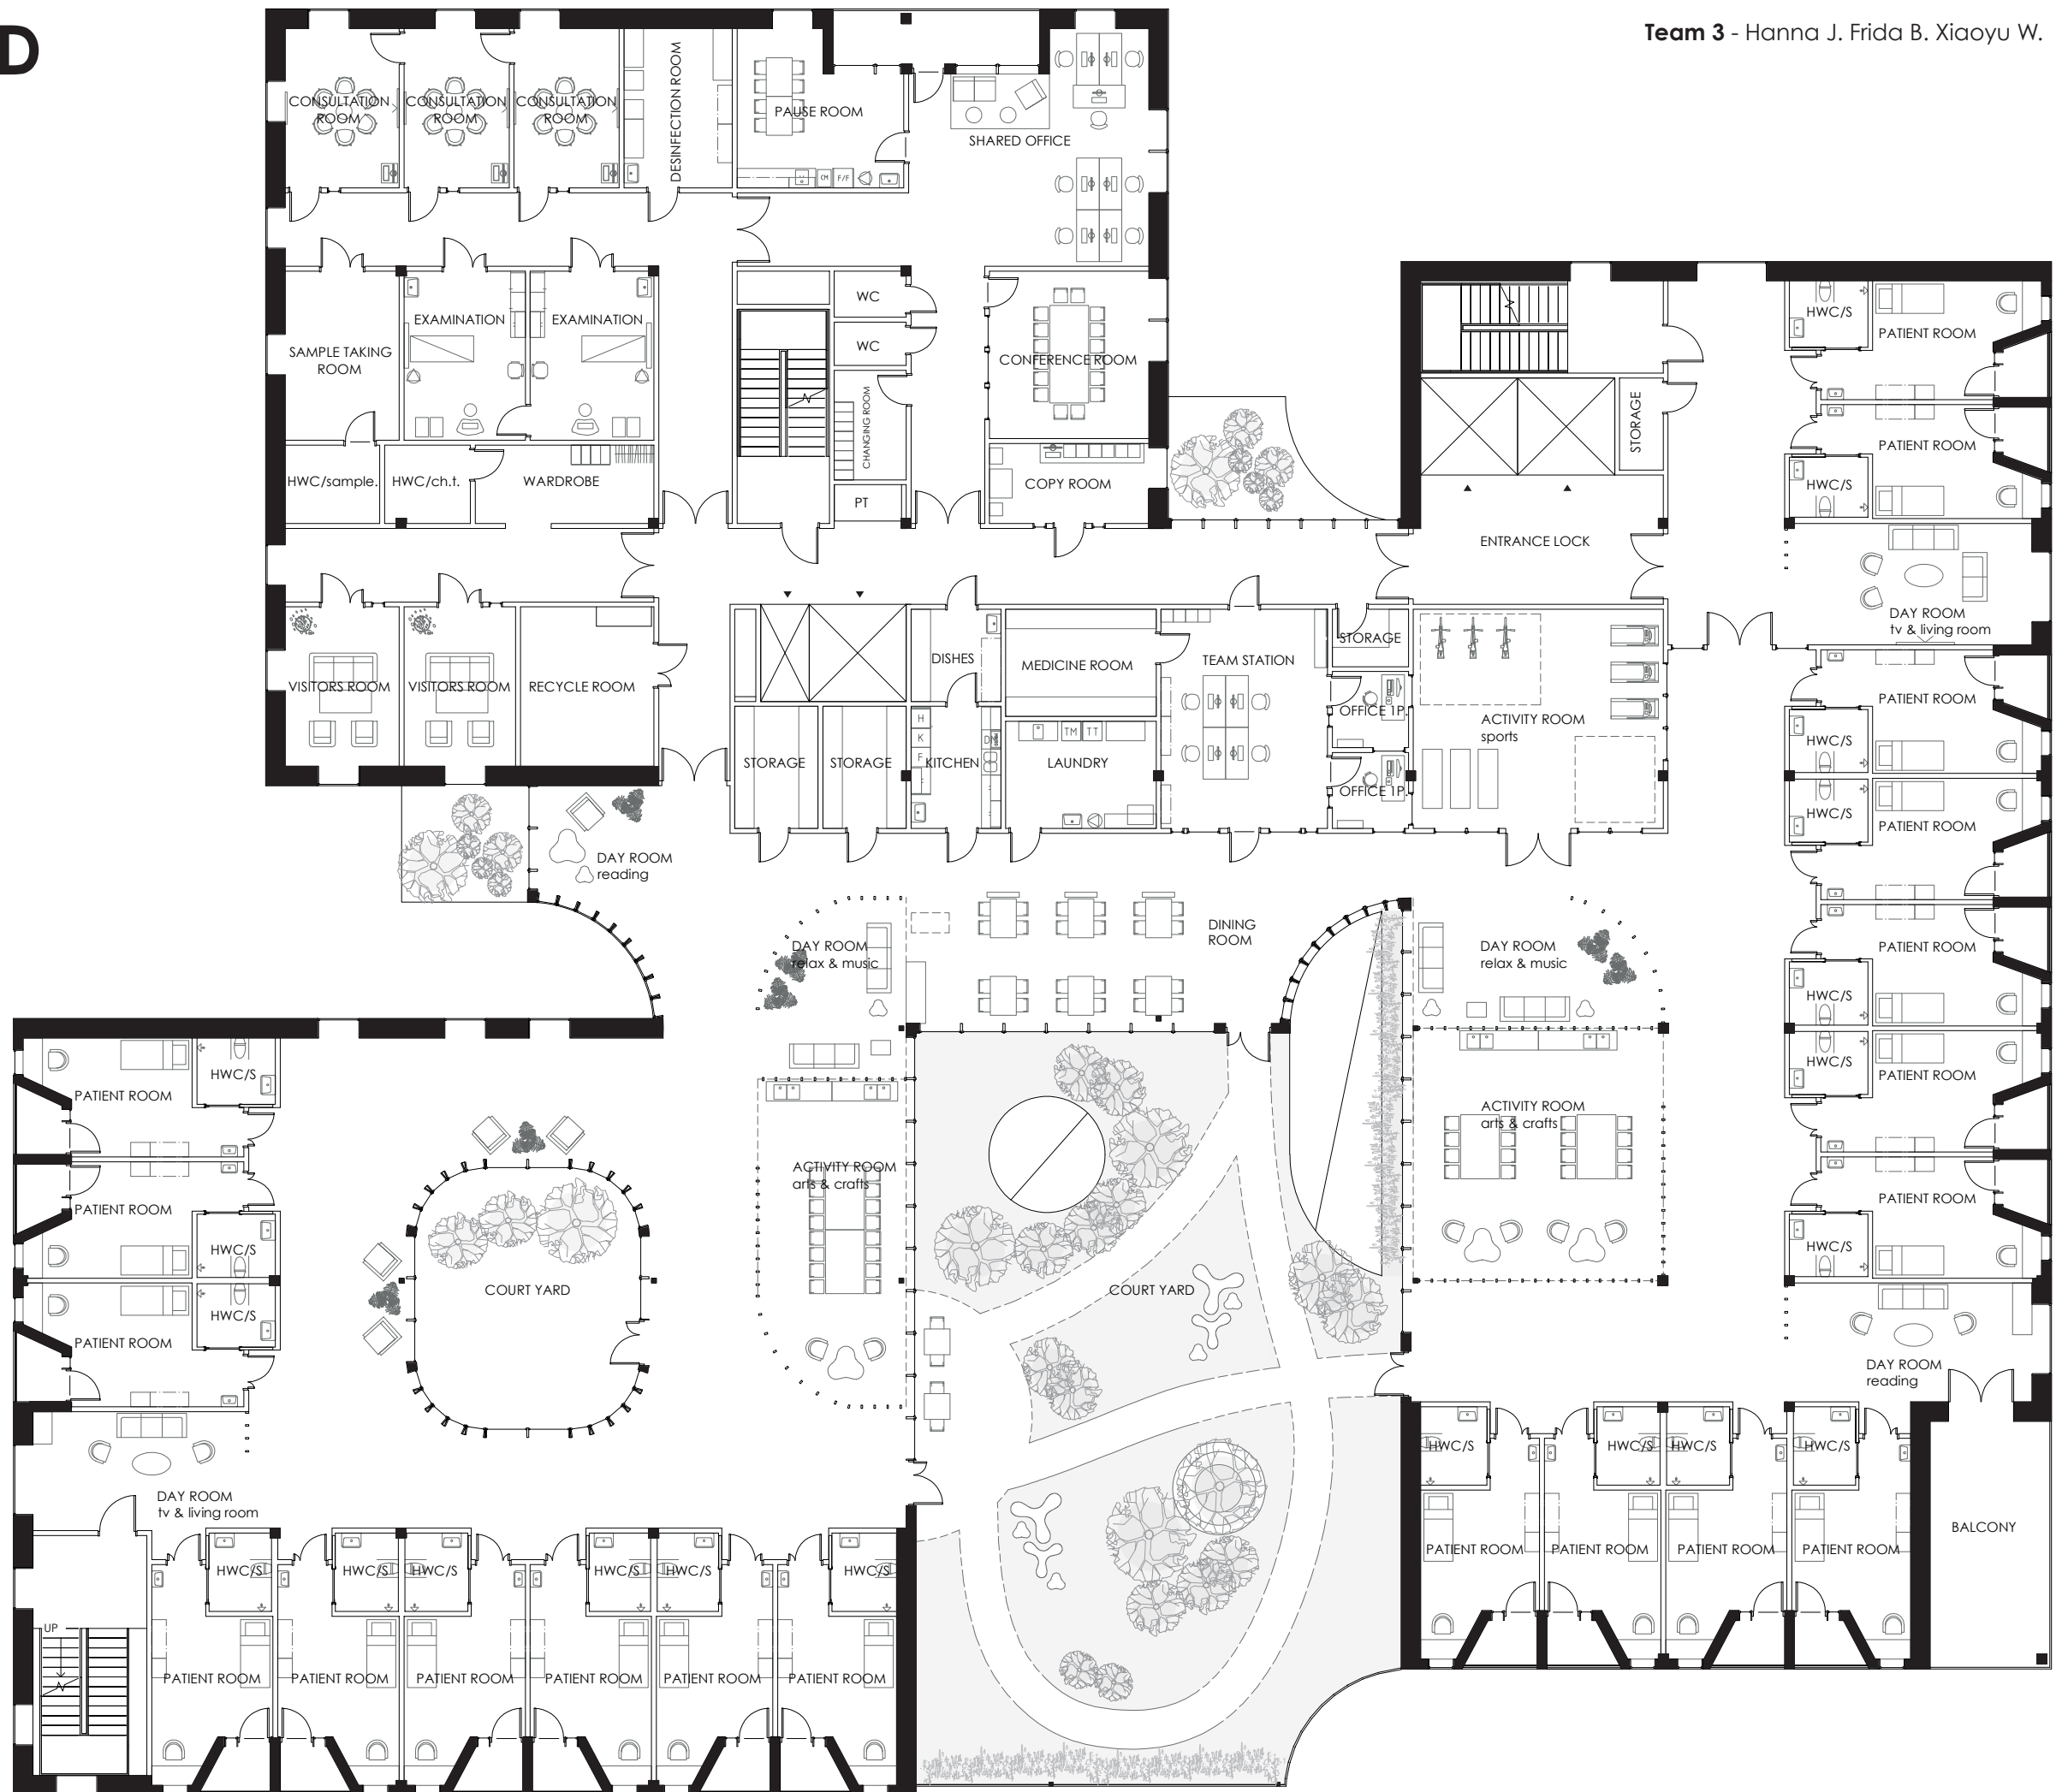 D
Team 3 - Hanna J. Frida B. Xiaoyu W.
CONSULTATION
ROOM
CONSULTATION
ROOM
CONSULTATION
ROOM
DESINFECTION ROOM
PAUSE ROOM
CM
F/F
SHARED OFFICE
SAMPLE TAKING
ROOM
EXAMINATION
EXAMINATION
WC
WC
CHANGING ROOM
PT
CONFERENCE ROOM
COPY ROOM
HWC/sample.
HWC/ch.t.
WARDROBE
STORAGE
ENTRANCE LOCK
HWC/S
PATIENT ROOM
PATIENT ROOM
HWC/S
DAY ROOM
tv & living room
VISITORS ROOM
VISITORS ROOM
RECYCLE ROOM
DISHES
MEDICINE ROOM
TEAM STATION
STORAGE
OFFICE 1P.
OFFICE 1P.
ACTIVITY ROOM
sports
STORAGE
STORAGE
H
K
F
F
DM
KITCHEN
TM
TT
LAUNDRY
PATIENT ROOM
HWC/S
HWC/S
PATIENT ROOM
PATIENT ROOM
HWC/S
HWC/S
PATIENT ROOM
PATIENT ROOM
HWC/S
DAY ROOM
reading
DAY ROOM
relax & music
DINING
ROOM
DAY ROOM
relax & music
ACTIVITY ROOM
arts & crafts
PATIENT ROOM
HWC/S
PATIENT ROOM
HWC/S
HWC/S
PATIENT ROOM
COURT YARD
ACTIVITY ROOM
arts & crafts
COURT YARD
DAY ROOM
reading
DAY ROOM
tv & living room
HWC/S
HWC/S
HWC/S
HWC/S
PATIENT ROOM
PATIENT ROOM
PATIENT ROOM
PATIENT ROOM
BALCONY
UP
HWC/S
HWC/S
HWC/S
HWC/S
HWC/S
HWC/S
PATIENT ROOM
PATIENT ROOM
PATIENT ROOM
PATIENT ROOM
PATIENT ROOM
PATIENT ROOM